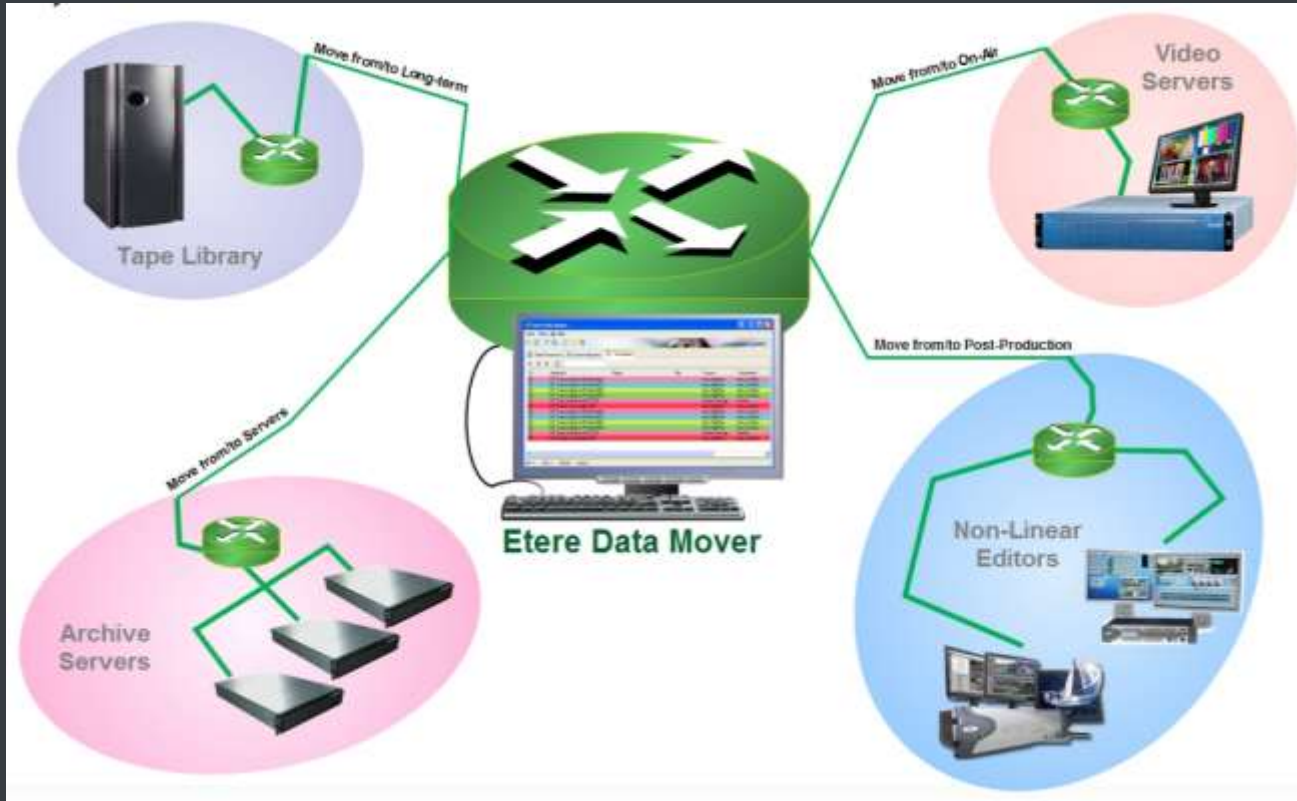 Move from/to Long-term
Tape Library
Move from/to On-Air
Video
Servers
Move from/to Post-Production
Move from/to Servers
Etere Data Mover
Non-Linear
Editors
Archive
Servers